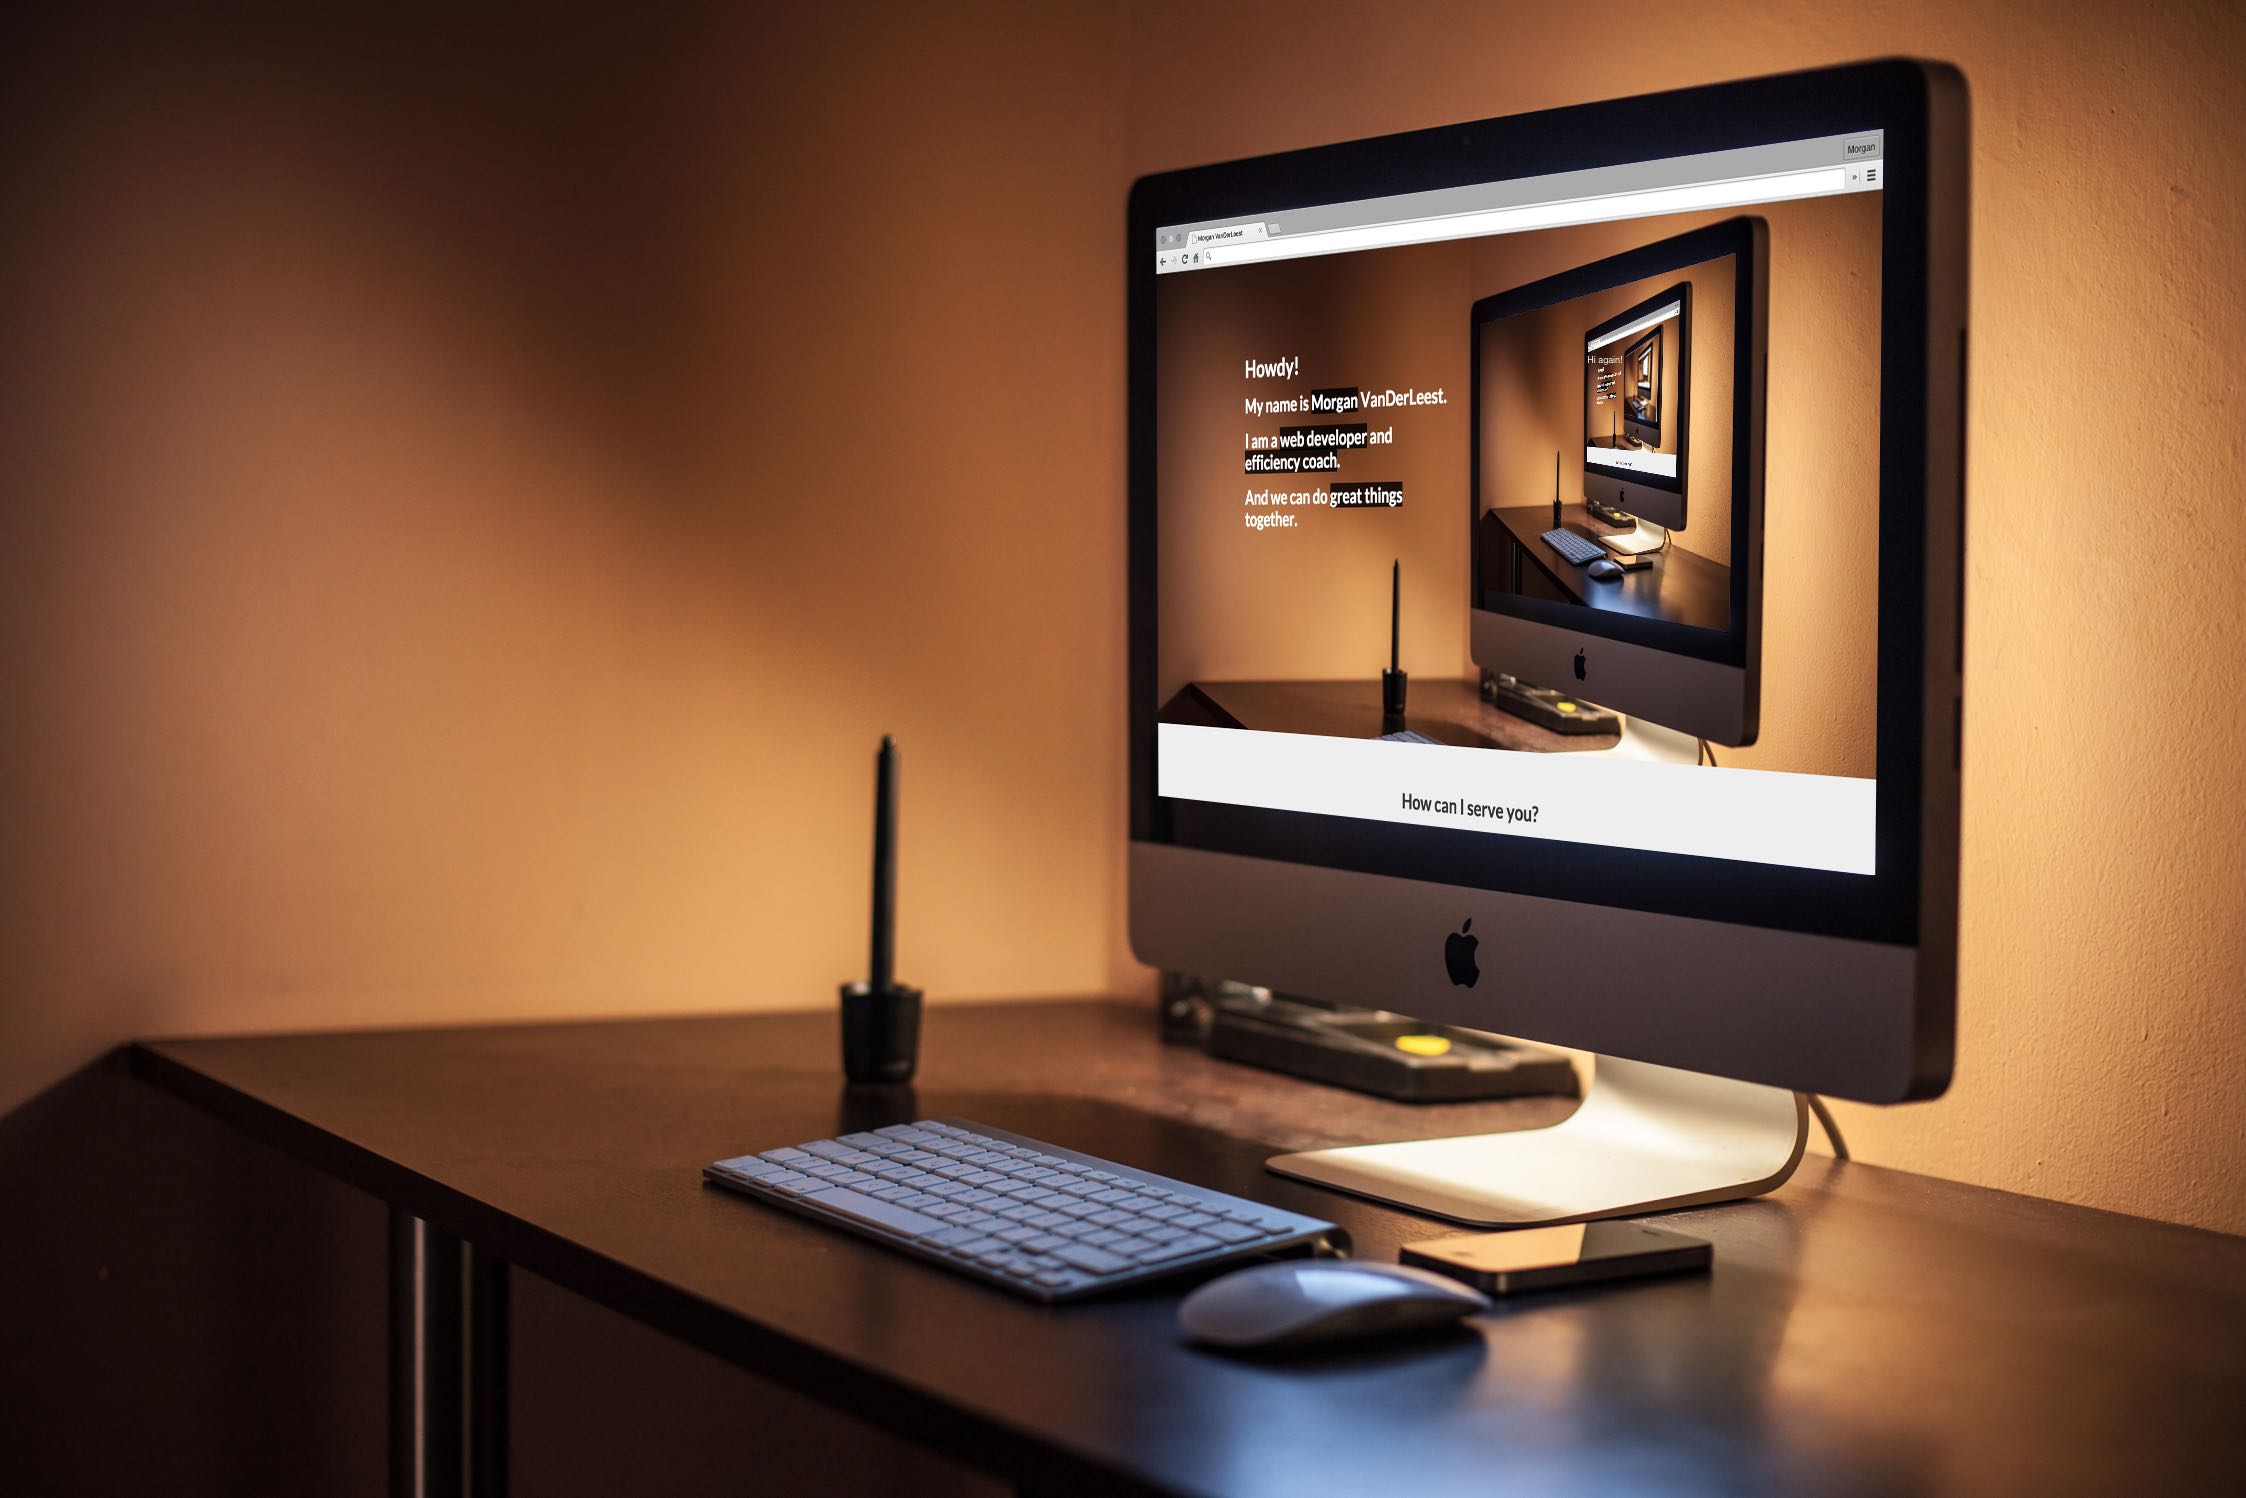 Morgan
Morgan VanDerLeest
Howdy!
My name is Morgan VanDerLeest.
I am a web developer and
efficiency coach.
And we can do great things
together.
Hi again!
How can I serve you?